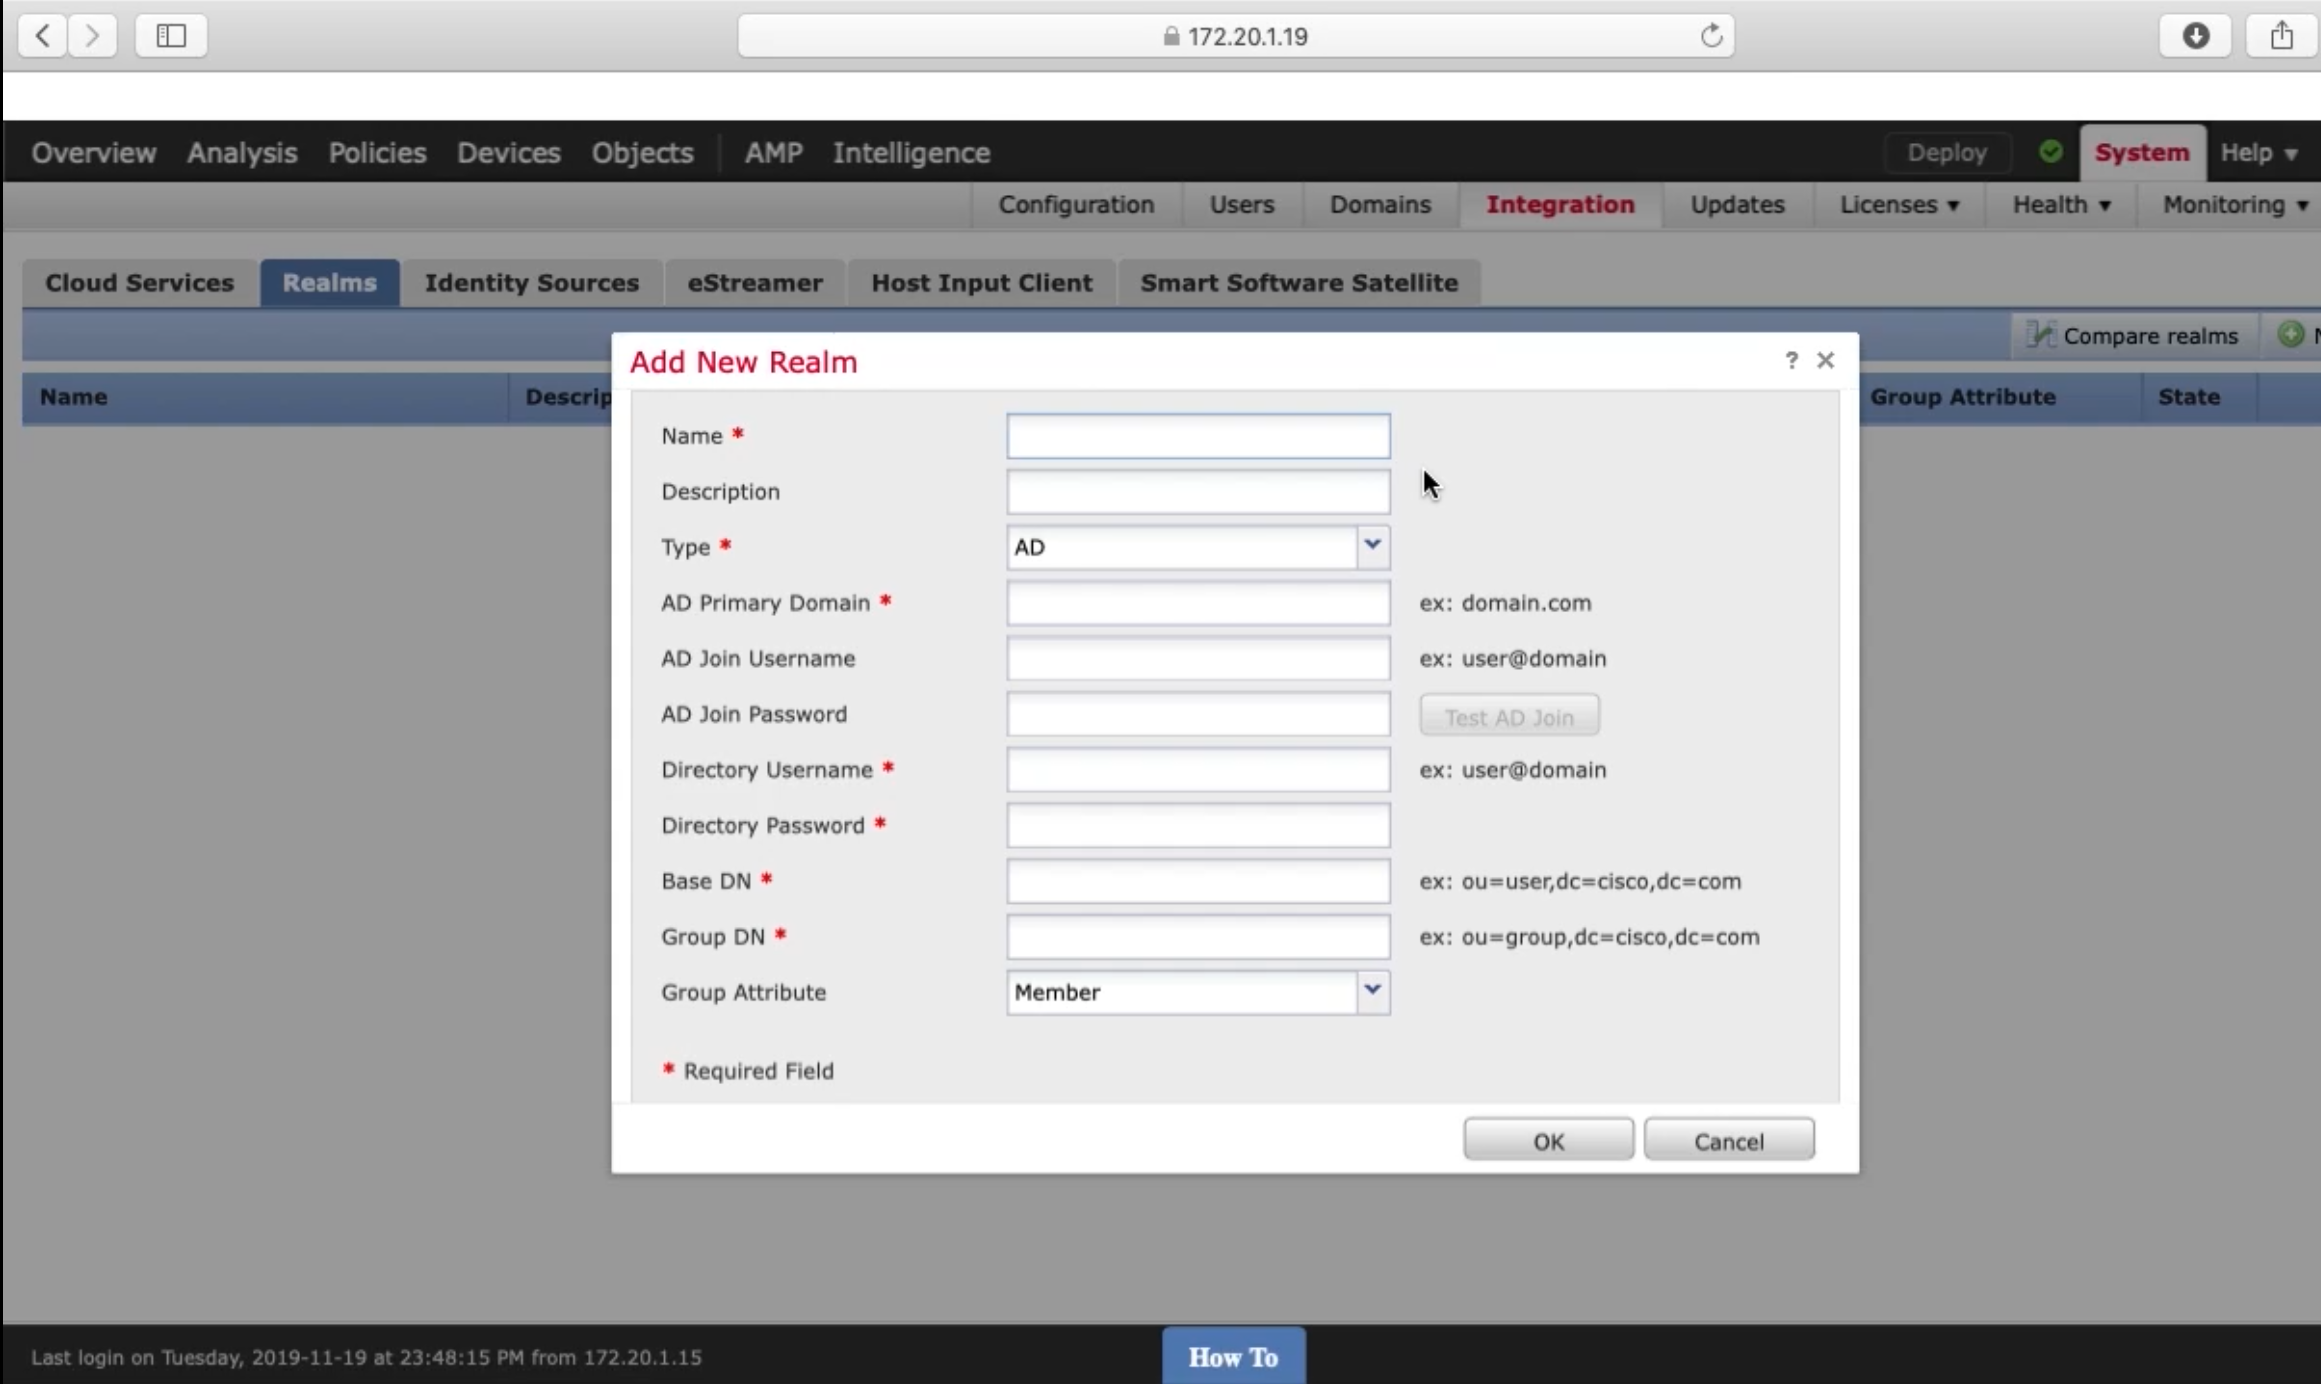 172.20.1.19
Overview Analysis Policies Devices Objects AMP Intelligence Deploy System Help
Configuration Users Domains Integration Updates Licenses Health Monitoring
Cloud Services Realms Identity Sources eStreamer Host Input Client Smart Software Satellite
Compare realms
Name Descrip Group Attribute State
Add New Realm ?
Name *
Description
Type * AD
AD Primary Domain * ex: domain.com
AD Join Username ex: user@domain
AD Join Password Test AD Join
Directory Username * ex: user@domain
Directory Password *
Base DN * ex: ou=user,dc=cisco,dc=com
Group DN * ex: ou=group,dc=cisco,dc=com
Group Attribute Member
* Required Field
OK Cancel
Last login on Tuesday, 2019-11-19 at 23:48:15 PM from 172.20.1.15 How To